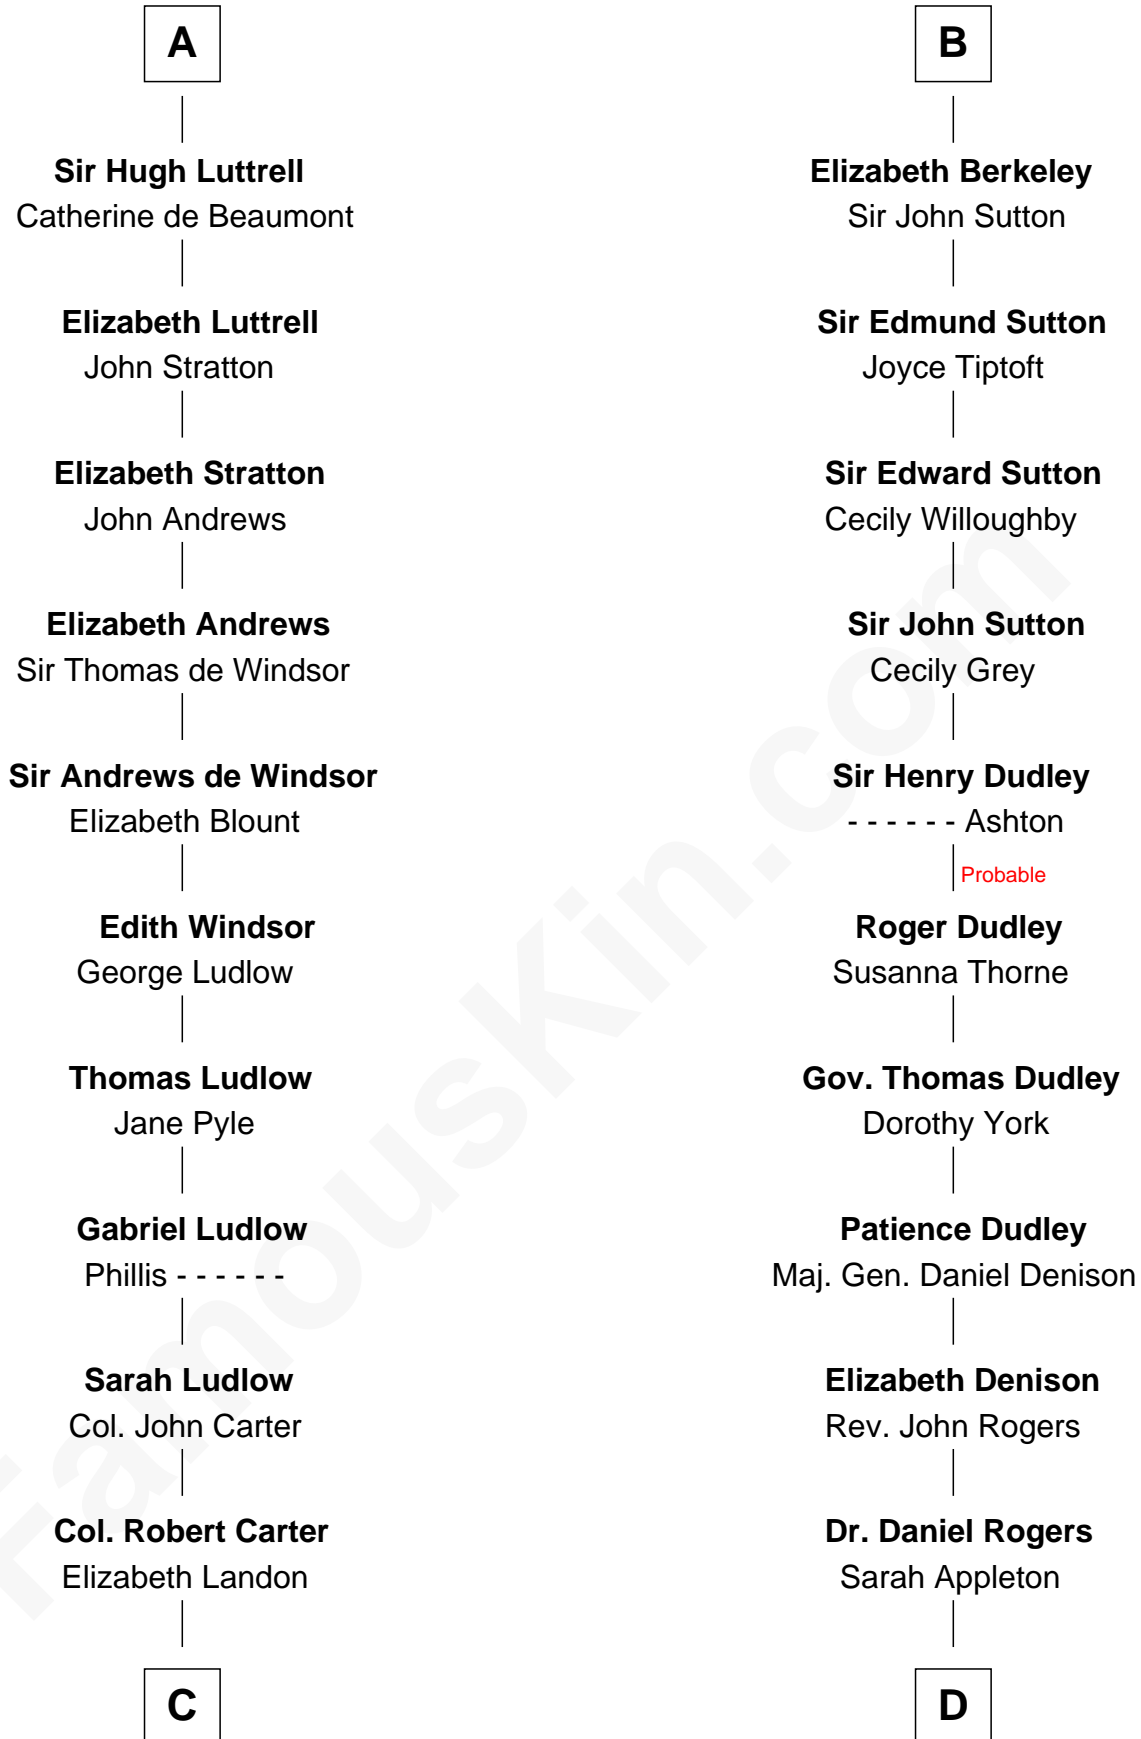 A
Sir Hugh Luttrell
Catherine de Beaumont
Elizabeth Luttrell
John Stratton
Elizabeth Stratton
John Andrews
Elizabeth Andrews
Sir Thomas de Windsor
Sir Andrews de Windsor
Elizabeth Blount
Edith Windsor
George Ludlow
Thomas Ludlow
Jane Pyle
Gabriel Ludlow
Phillis - - - - - -
Sarah Ludlow
Col. John Carter
Col. Robert Carter
Elizabeth Landon
C
B
Elizabeth Berkeley
Sir John Sutton
Sir Edmund Sutton
Joyce Tiptoft
Sir Edward Sutton
Cecily Willoughby
Sir John Sutton
Cecily Grey
Sir Henry Dudley
- - - - - - Ashton
Probable
Roger Dudley
Susanna Thorne
Gov. Thomas Dudley
Dorothy York
Patience Dudley
Maj. Gen. Daniel Denison
Elizabeth Denison
Rev. John Rogers
Dr. Daniel Rogers
Sarah Appleton
D
FamousKin.com